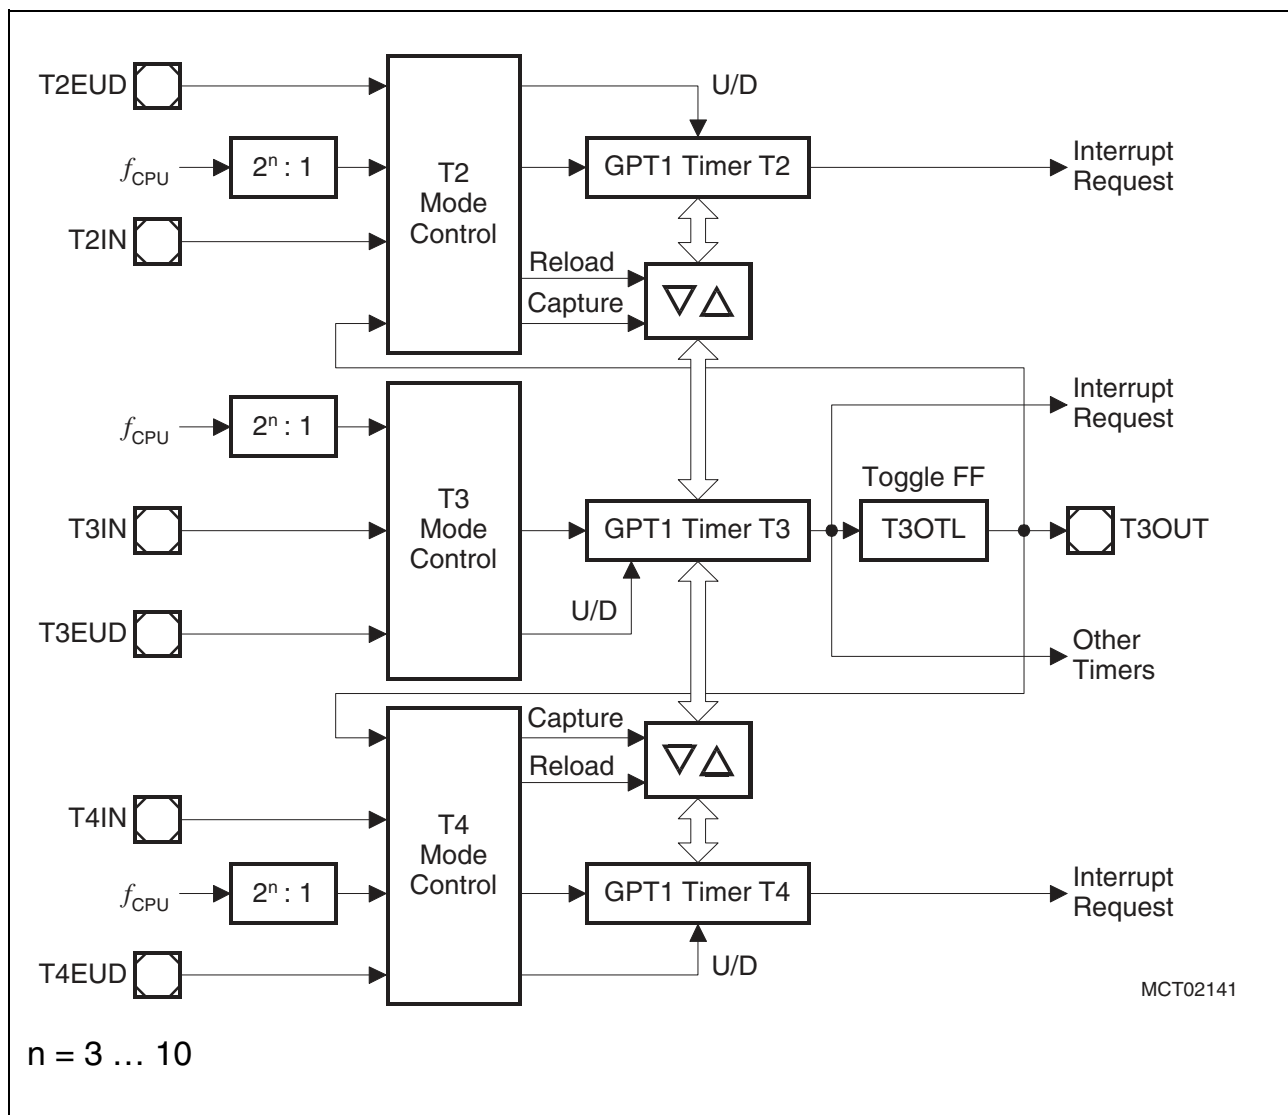 T2EUD
U/D
fCPU
2ⁿ : 1
T2
Mode
Control
GPT1 Timer T2
Interrupt
Request
T2IN
Reload
Capture
fCPU
2ⁿ : 1
Interrupt
Request
T3
Mode
Control
Toggle FF
T3IN
GPT1 Timer T3
T3OTL
T3OUT
U/D
T3EUD
Other
Timers
Capture
Reload
T4IN
T4
Mode
Control
fCPU
2ⁿ : 1
GPT1 Timer T4
Interrupt
Request
T4EUD
U/D
MCT02141
n = 3 … 10